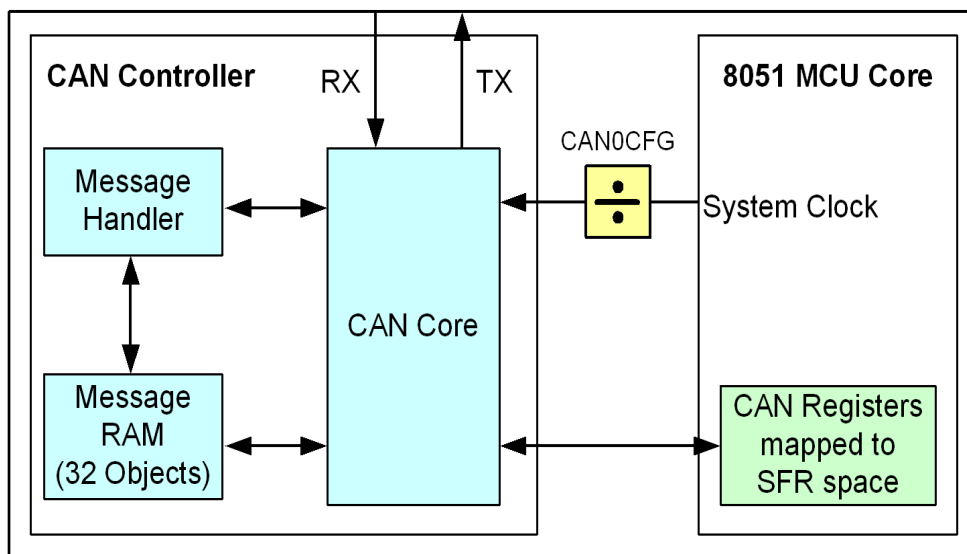 CAN Controller
RX
TX
8051 MCU Core
CAN0CFG
Message
Handler
÷
System Clock
CAN Core
Message
RAM
(32 Objects)
CAN Registers
mapped to
SFR space